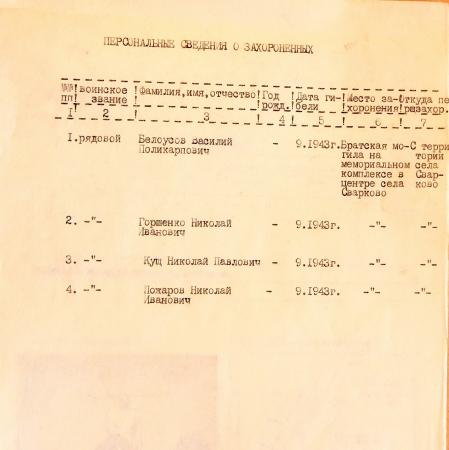 ПЕРСОНАЛЬНЫЕ СВЕДЕНИЯ О ЗАХОРОНЕННЫХ
№№!воинское !Фамилия,имя,отчество!Год !Дата ги-!Место за-!Откуда пе
пп! звание ! !рожд.!бели !хоронения!резахор.
1 ! 2 ! 3 ! 4 ! 5 ! 6 ! 7
1.рядовой Белоусов Василий - 9.1943г. Братская мо- С терри
Поликарпович гила на тории
мемориальном села
комплексе в Свар-
центре села ково
Сварково
2. -"- Горшенко Николай - 9.1943г. -"- -"-
Иванович
3. -"- Кущ Николай Павлович - 9.1943г. -"- -"-
4. -"- Пожаров Николай - 9.1943г. -"- -"-
Иванович